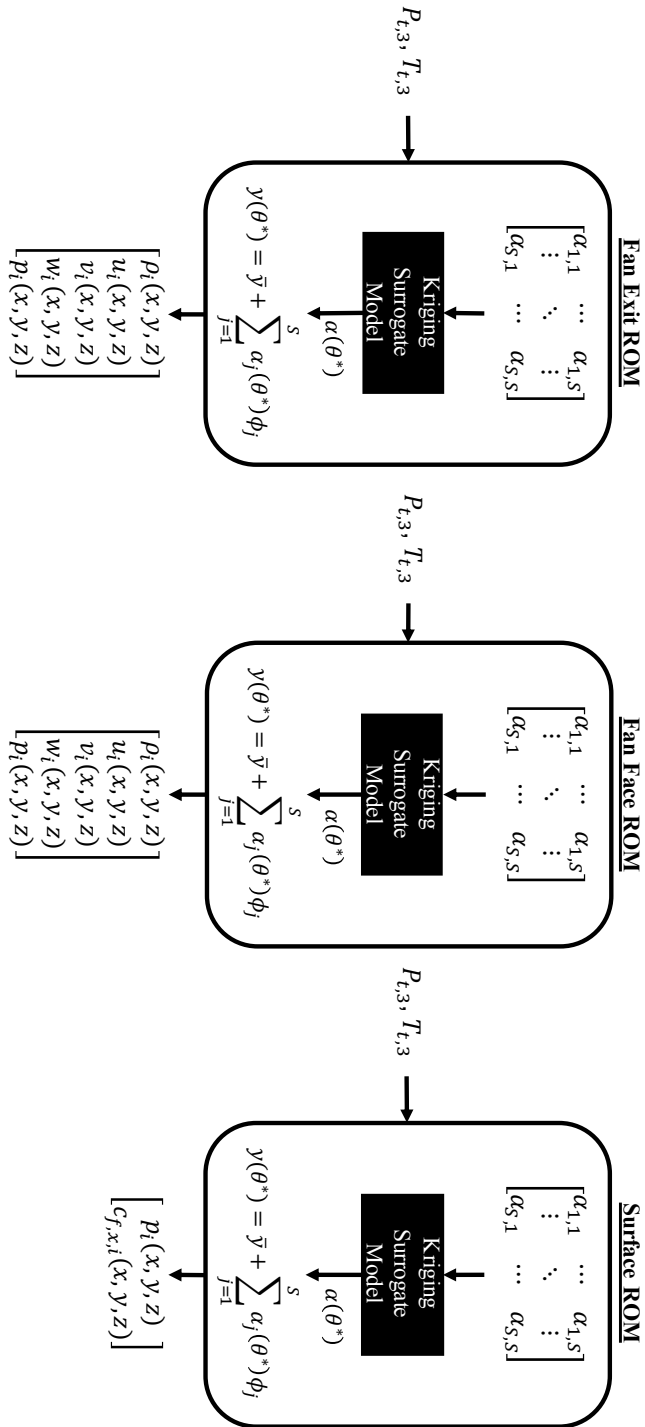 Fan Exit ROM
P_{t,3}, T_{t,3}
[α_{1,1} ⋯ α_{1,S}
⋮ ⋱ ⋮
α_{S,1} ⋯ α_{S,S}]
Kriging
Surrogate
Model
α(θ*)
y(θ*) = ȳ + ∑_{j=1}^{S} α_j(θ*)ϕ_j
[ρ_i(x, y, z)
u_i(x, y, z)
v_i(x, y, z)
w_i(x, y, z)
p_i(x, y, z)]
Fan Face ROM
P_{t,3}, T_{t,3}
[α_{1,1} ⋯ α_{1,S}
⋮ ⋱ ⋮
α_{S,1} ⋯ α_{S,S}]
Kriging
Surrogate
Model
α(θ*)
y(θ*) = ȳ + ∑_{j=1}^{S} α_j(θ*)ϕ_j
[ρ_i(x, y, z)
u_i(x, y, z)
v_i(x, y, z)
w_i(x, y, z)
p_i(x, y, z)]
Surface ROM
P_{t,3}, T_{t,3}
[α_{1,1} ⋯ α_{1,S}
⋮ ⋱ ⋮
α_{S,1} ⋯ α_{S,S}]
Kriging
Surrogate
Model
α(θ*)
y(θ*) = ȳ + ∑_{j=1}^{S} α_j(θ*)ϕ_j
[p_i(x, y, z)
c_{f,x,i}(x, y, z)]